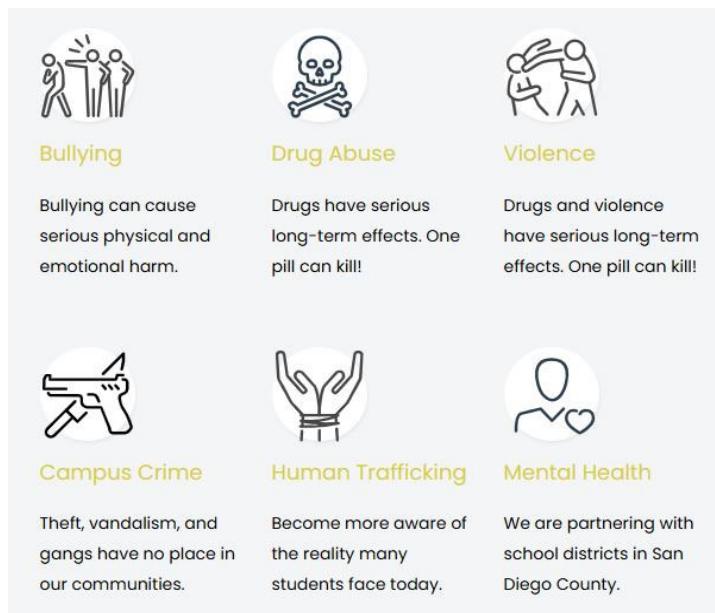 Bullying
Bullying can cause
serious physical and
emotional harm.
Drug Abuse
Drugs have serious
long-term effects. One
pill can kill!
Violence
Drugs and violence
have serious long-term
effects. One pill can kill!
Campus Crime
Theft, vandalism, and
gangs have no place in
our communities.
Human Trafficking
Become more aware of
the reality many
students face today.
Mental Health
We are partnering with
school districts in San
Diego County.